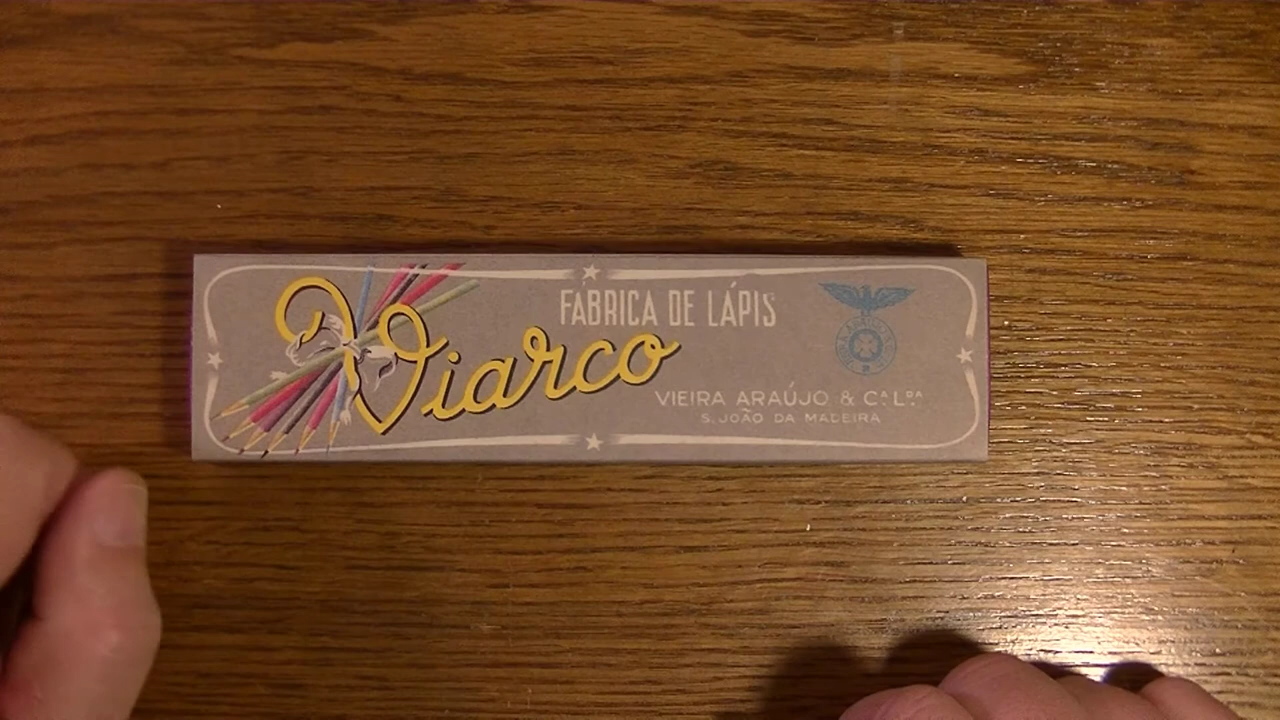 FÁBRICA DE LÁPIS
Viarco
VIEIRA ARAÚJO & Cª Lᴰᴬ
S. JOÃO DA MADEIRA